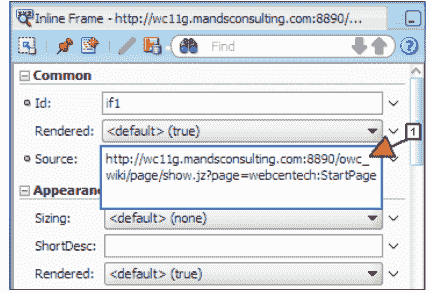 Inline Frame - http://wc11g.mandsconsulting.com:8890/...
Find
Common
Id: if1
Rendered: <default> (true)
1
Source: http://wc11g.mandsconsulting.com:8890/owc_
wiki/page/show.jz?page=webcentech:StartPage
Appearan
Sizing: <default> (none)
ShortDesc:
Rendered: <default> (true)